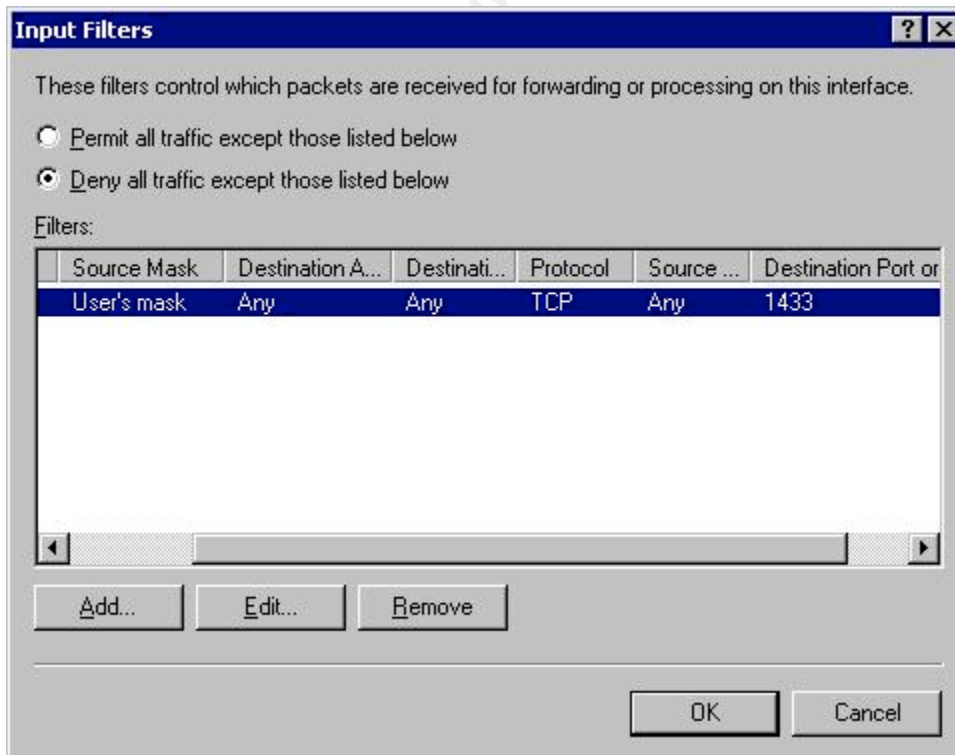 Input Filters
These filters control which packets are received for forwarding or processing on this interface.
Permit all traffic except those listed below
Deny all traffic except those listed below
Filters:
Source Mask Destination A... Destinati... Protocol Source ... Destination Port or
User's mask Any Any TCP Any 1433
Add... Edit... Remove
OK Cancel